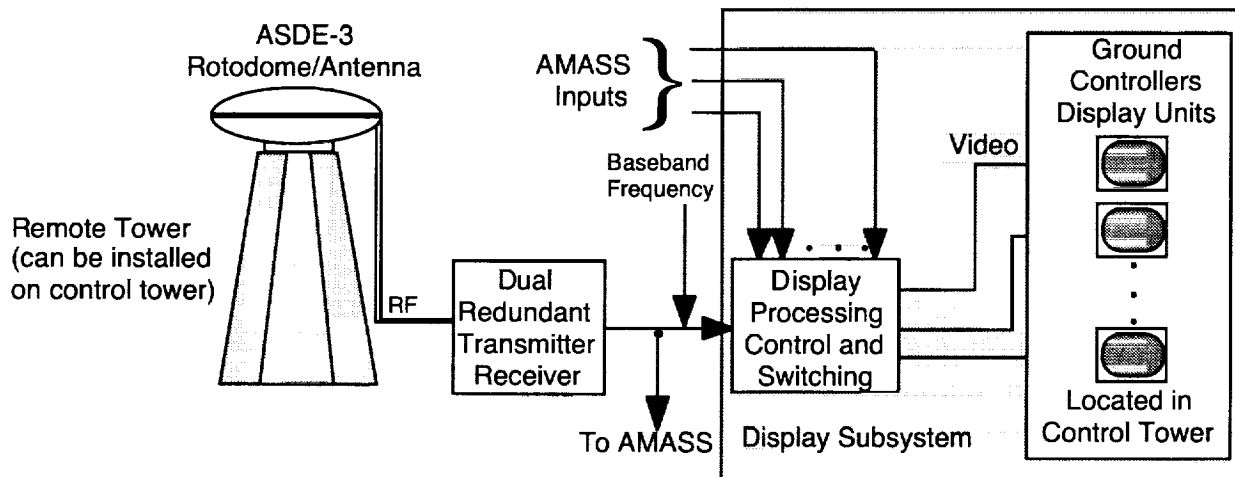 ASDE-3
Rotodome/Antenna
AMASS
Inputs
Ground
Controllers
Display Units
Video
Baseband
Frequency
Remote Tower
(can be installed
on control tower)
RF
Dual
Redundant
Transmitter
Receiver
Display
Processing
Control and
Switching
To AMASS
Display Subsystem
Located in
Control Tower